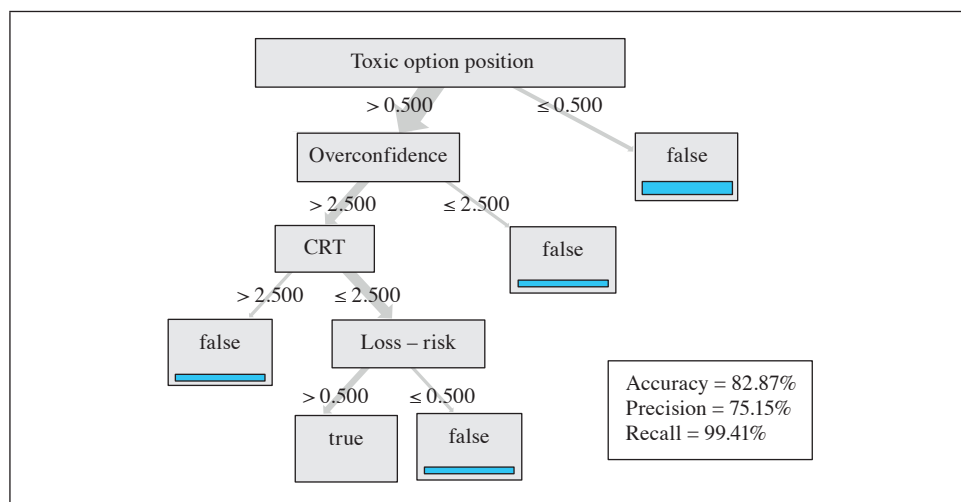 Toxic option position
> 0.500
≤ 0.500
Overconfidence
false
> 2.500
≤ 2.500
CRT
false
> 2.500
≤ 2.500
false
Loss – risk
> 0.500
≤ 0.500
true
false
Accuracy = 82.87%
Precision = 75.15%
Recall = 99.41%